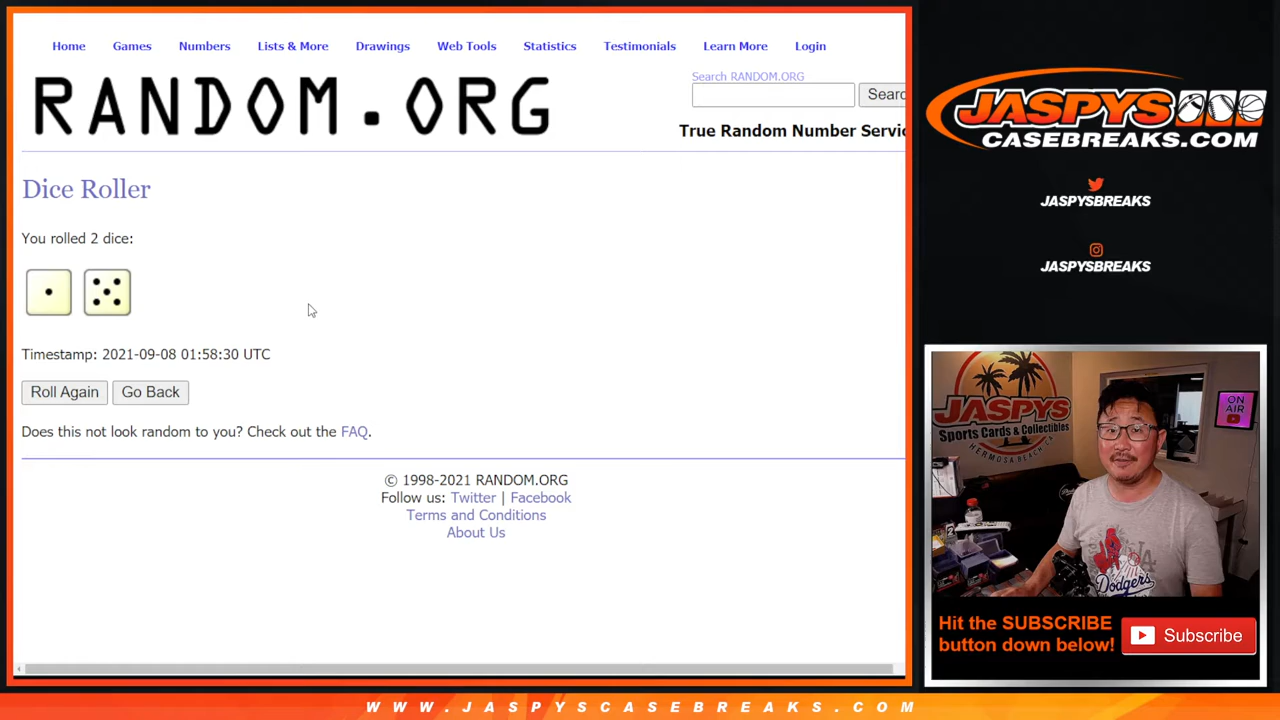 Home Games Numbers Lists & More Drawings Web Tools Statistics Testimonials Learn More Login
RANDOM.ORG
Search RANDOM.ORG
Searc
True Random Number Servic
Dice Roller
You rolled 2 dice:
Timestamp: 2021-09-08 01:58:30 UTC
Roll Again Go Back
Does this not look random to you? Check out the FAQ.
© 1998-2021 RANDOM.ORG
Follow us: Twitter | Facebook
Terms and Conditions
About Us
JASPYS
CASEBREAKS.COM
JASPYSBREAKS
JASPYSBREAKS
JASPYS
Sports Cards & Collectibles
HERMOSA BEACH, CA
ON
AIR
LA
Dodgers
Hit the SUBSCRIBE
button down below!
Subscribe
WWW.JASPYSCASEBREAKS.COM